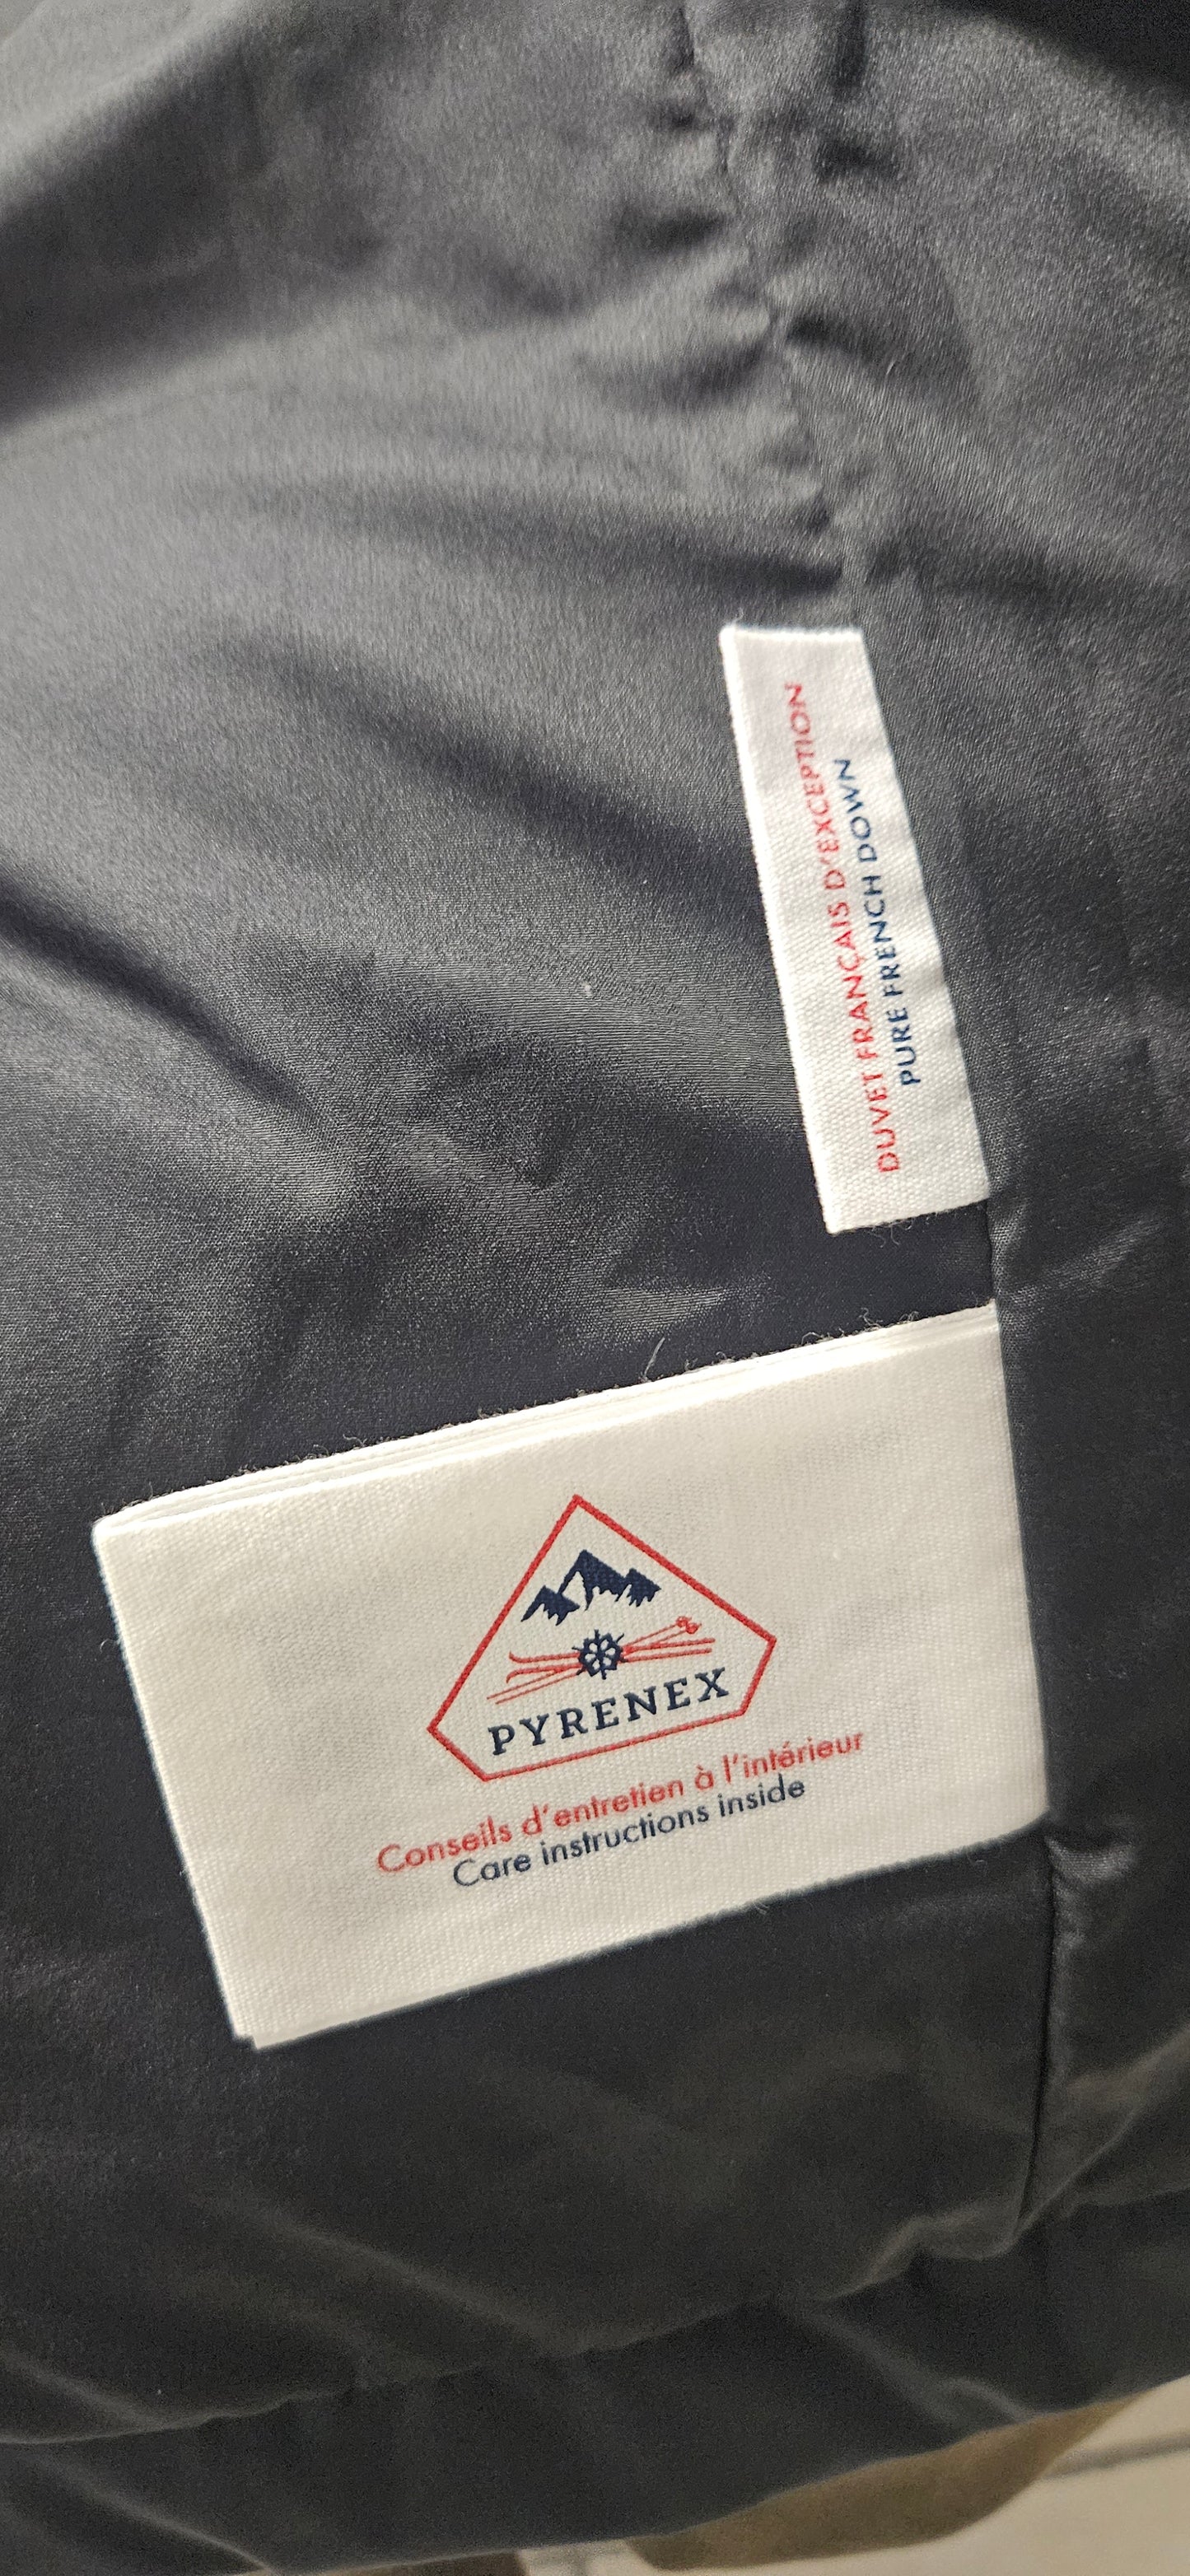 DUVET FRANÇAIS D'EXCEPTION
PURE FRENCH DOWN
PYRENEX
Conseils d'entretien à l'intérieur
Care instructions inside